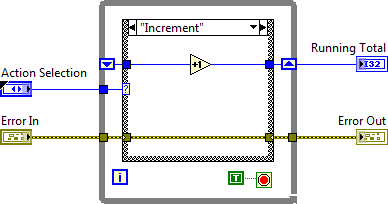 "Increment"
Running Total
+1
I32
Action Selection
?
Error In
Error Out
i
T